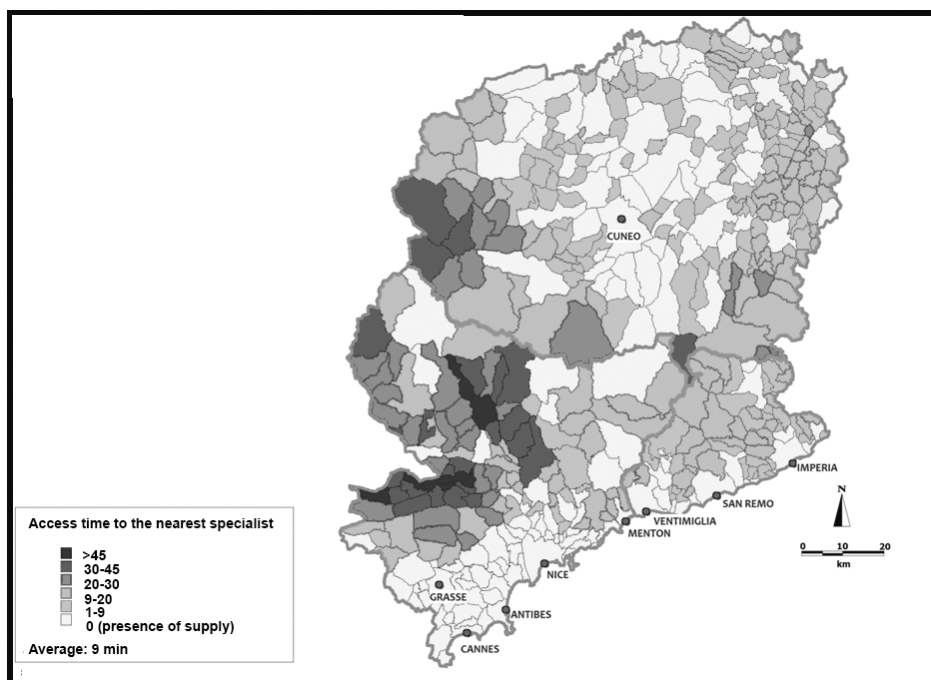 CUNEO
IMPERIA
SAN REMO
VENTIMIGLIA
MENTON
NICE
GRASSE
ANTIBES
CANNES
N
0 10 20
km
Access time to the nearest specialist
>45
30-45
20-30
9-20
1-9
0 (presence of supply)
Average: 9 min